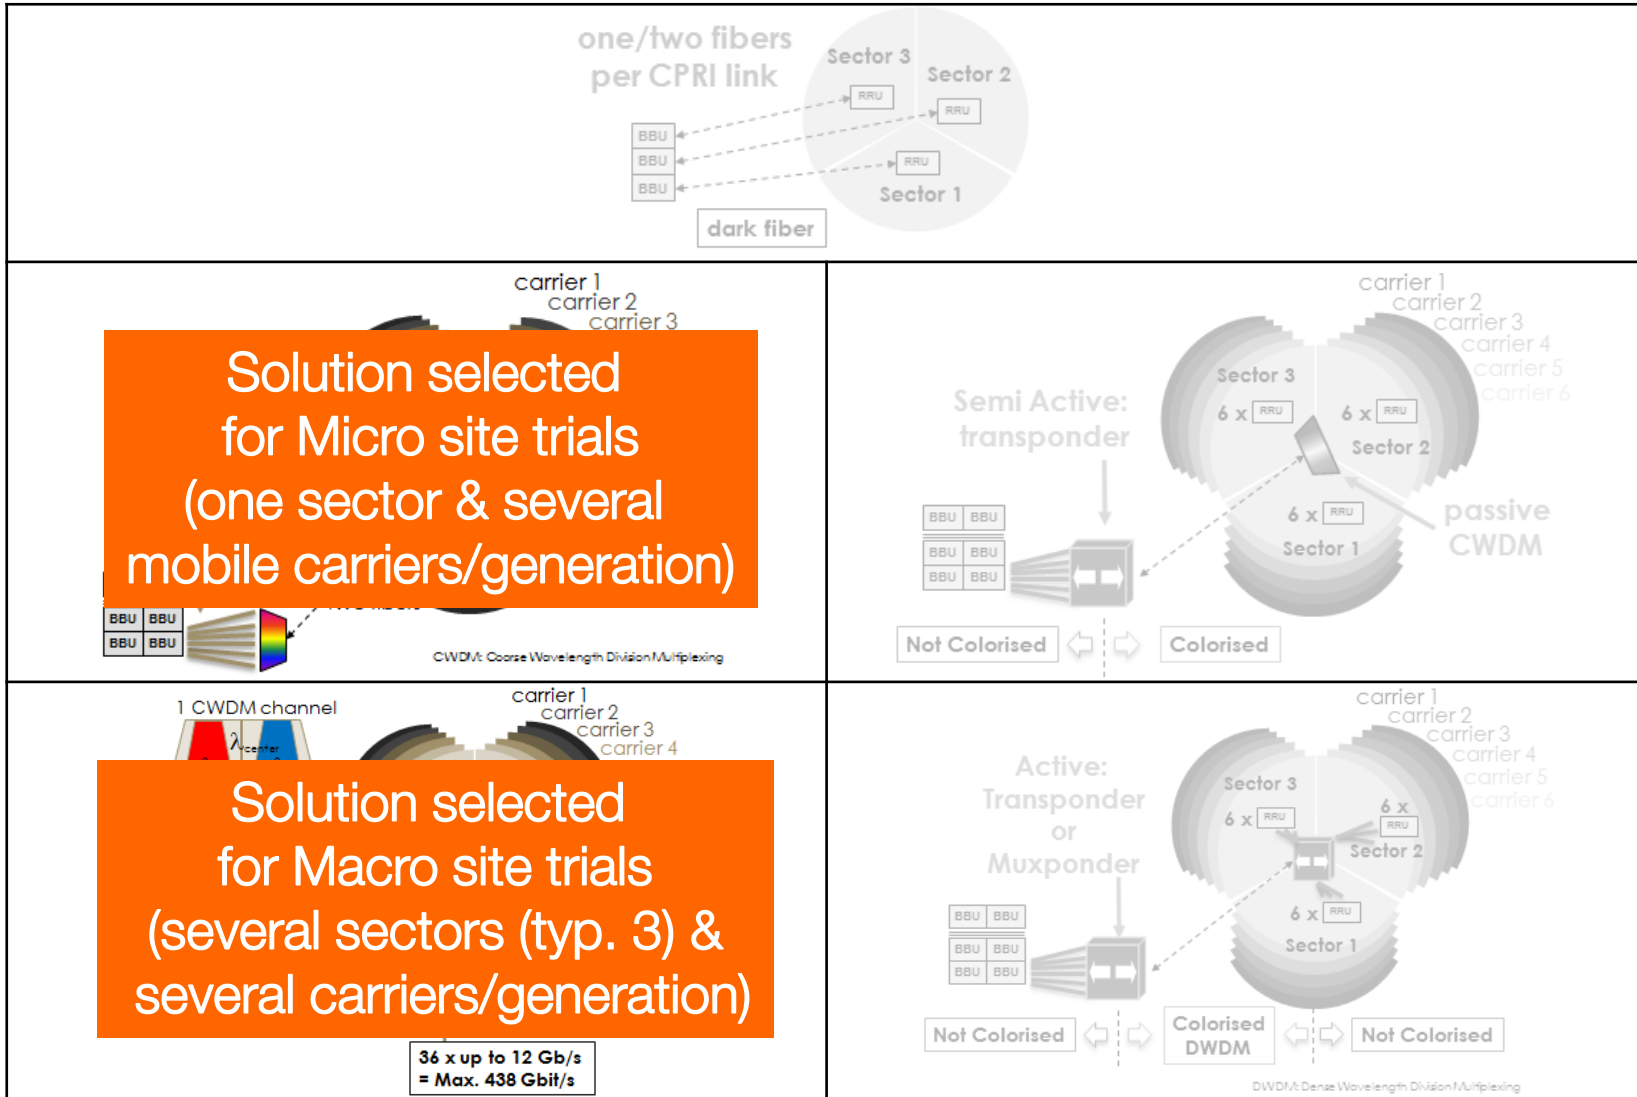 one/two fibers
per CPRI link
Sector 3
Sector 2
RRU
RRU
BBU
BBU
BBU
RRU
Sector 1
dark fiber
carrier 1
carrier 2
carrier 3
Solution selected
for Micro site trials
(one sector & several
mobile carriers/generation)
BBU BBU
BBU BBU
CWDM: Coarse Wavelength Division Multiplexing
carrier 1
carrier 2
carrier 3
carrier 4
carrier 5
carrier 6
Semi Active:
transponder
Sector 3
6 x RRU
6 x RRU
Sector 2
6 x RRU
Sector 1
passive
CWDM
BBU BBU
BBU BBU
BBU BBU
Not Colorised
Colorised
1 CWDM channel
λcenter
carrier 1
carrier 2
carrier 3
carrier 4
Solution selected
for Macro site trials
(several sectors (typ. 3) &
several carriers/generation)
36 x up to 12 Gb/s
= Max. 438 Gbit/s
carrier 1
carrier 2
carrier 3
carrier 4
carrier 5
carrier 6
Active:
Transponder
or
Muxponder
Sector 3
6 x RRU
6 x
RRU
Sector 2
6 x RRU
Sector 1
BBU BBU
BBU BBU
BBU BBU
Not Colorised
Colorised
DWDM
Not Colorised
DWDM: Dense Wavelength Division Multiplexing